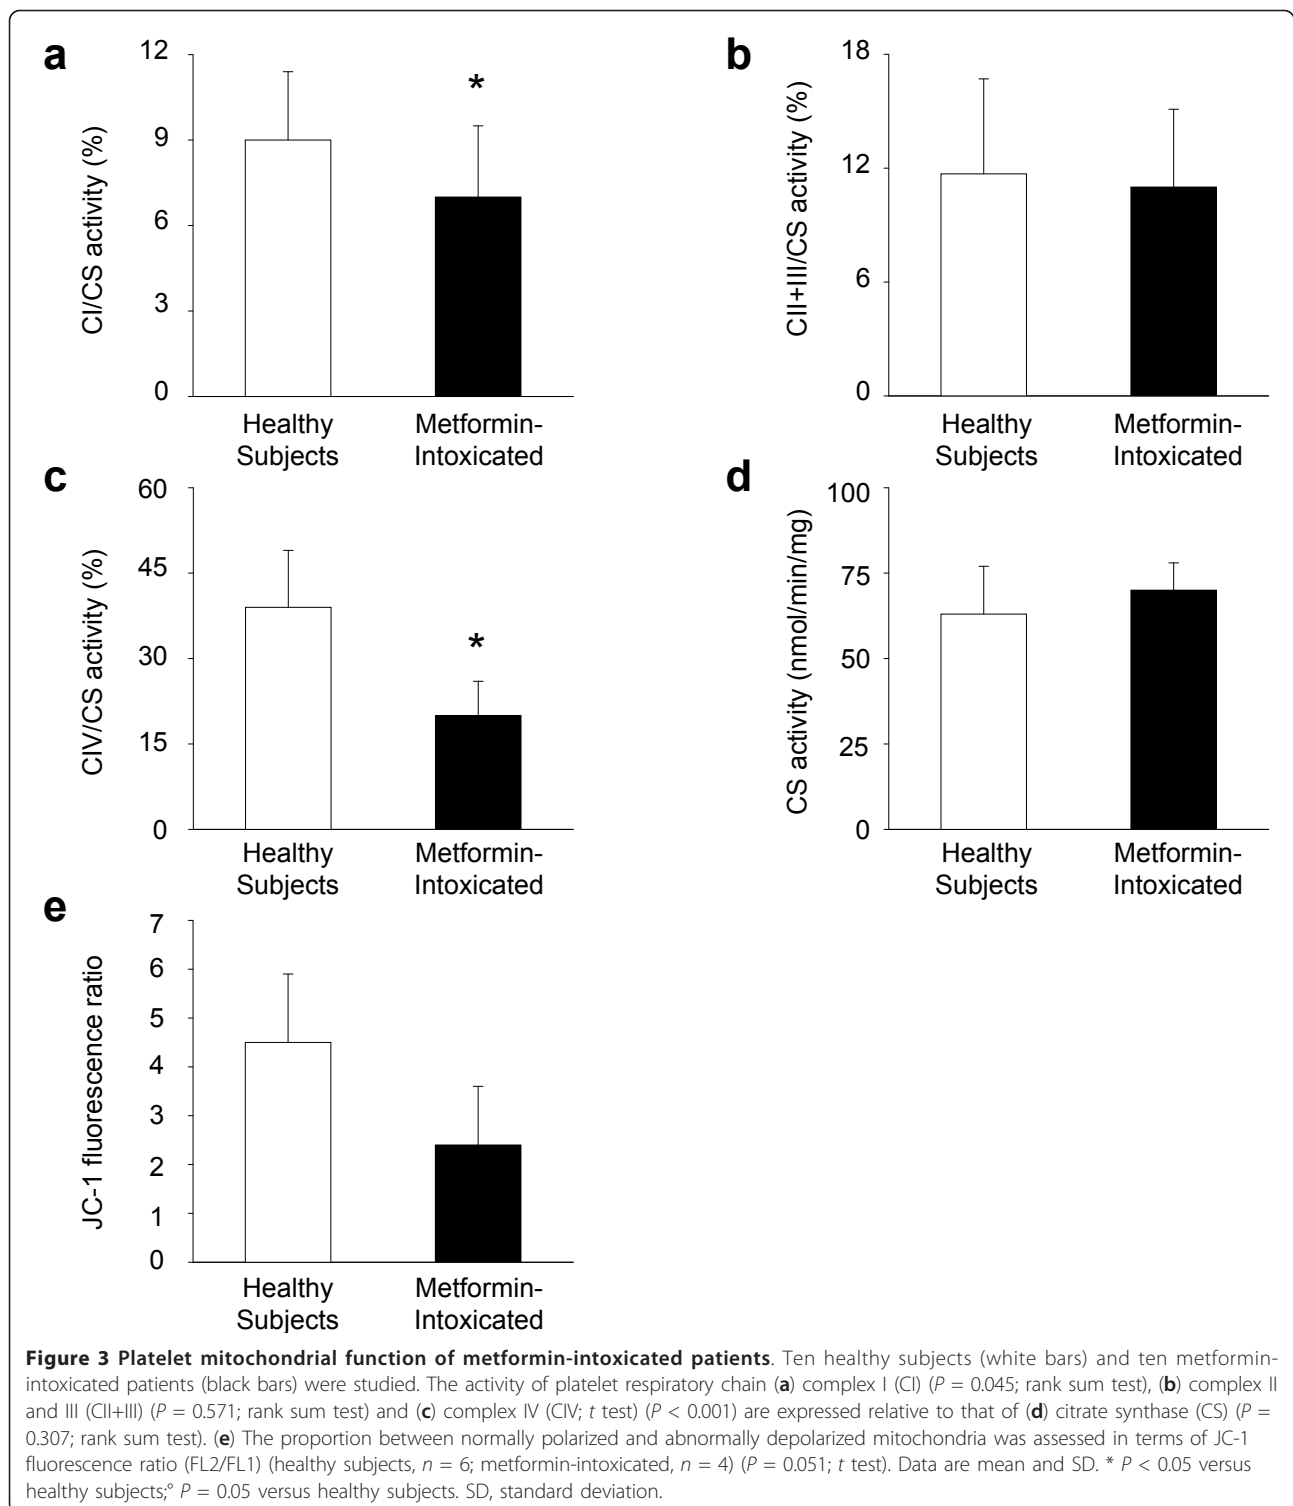 a
12
9
6
3
0
CI/CS activity (%)
*
Healthy
Subjects
Metformin-
Intoxicated
b
18
12
6
0
CII+III/CS activity (%)
Healthy
Subjects
Metformin-
Intoxicated
c
60
45
30
15
0
CIV/CS activity (%)
*
Healthy
Subjects
Metformin-
Intoxicated
d
100
75
50
25
0
CS activity (nmol/min/mg)
Healthy
Subjects
Metformin-
Intoxicated
e
7
6
5
4
3
2
1
0
JC-1 fluorescence ratio
Healthy
Subjects
Metformin-
Intoxicated
Figure 3 Platelet mitochondrial function of metformin-intoxicated patients. Ten healthy subjects (white bars) and ten metformin-
intoxicated patients (black bars) were studied. The activity of platelet respiratory chain (a) complex I (CI) (P = 0.045; rank sum test), (b) complex II
and III (CII+III) (P = 0.571; rank sum test) and (c) complex IV (CIV; t test) (P < 0.001) are expressed relative to that of (d) citrate synthase (CS) (P =
0.307; rank sum test). (e) The proportion between normally polarized and abnormally depolarized mitochondria was assessed in terms of JC-1
fluorescence ratio (FL2/FL1) (healthy subjects, n = 6; metformin-intoxicated, n = 4) (P = 0.051; t test). Data are mean and SD. * P < 0.05 versus
healthy subjects;° P = 0.05 versus healthy subjects. SD, standard deviation.